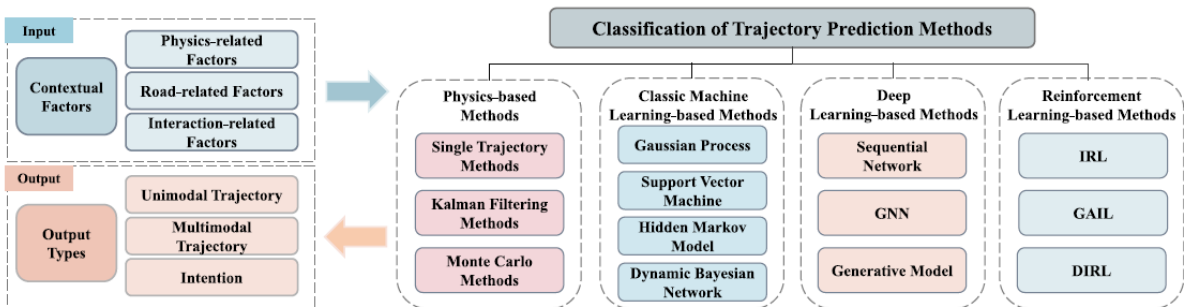 Input
Contextual
Factors
Physics-related
Factors
Road-related Factors
Interaction-related
Factors
Output
Output
Types
Unimodal Trajectory
Multimodal
Trajectory
Intention
Classification of Trajectory Prediction Methods
Physics-based
Methods
Single Trajectory
Methods
Kalman Filtering
Methods
Monte Carlo
Methods
Classic Machine
Learning-based Methods
Gaussian Process
Support Vector
Machine
Hidden Markov
Model
Dynamic Bayesian
Network
Deep
Learning-based Methods
Sequential
Network
GNN
Generative Model
Reinforcement
Learning-based Methods
IRL
GAIL
DIRL